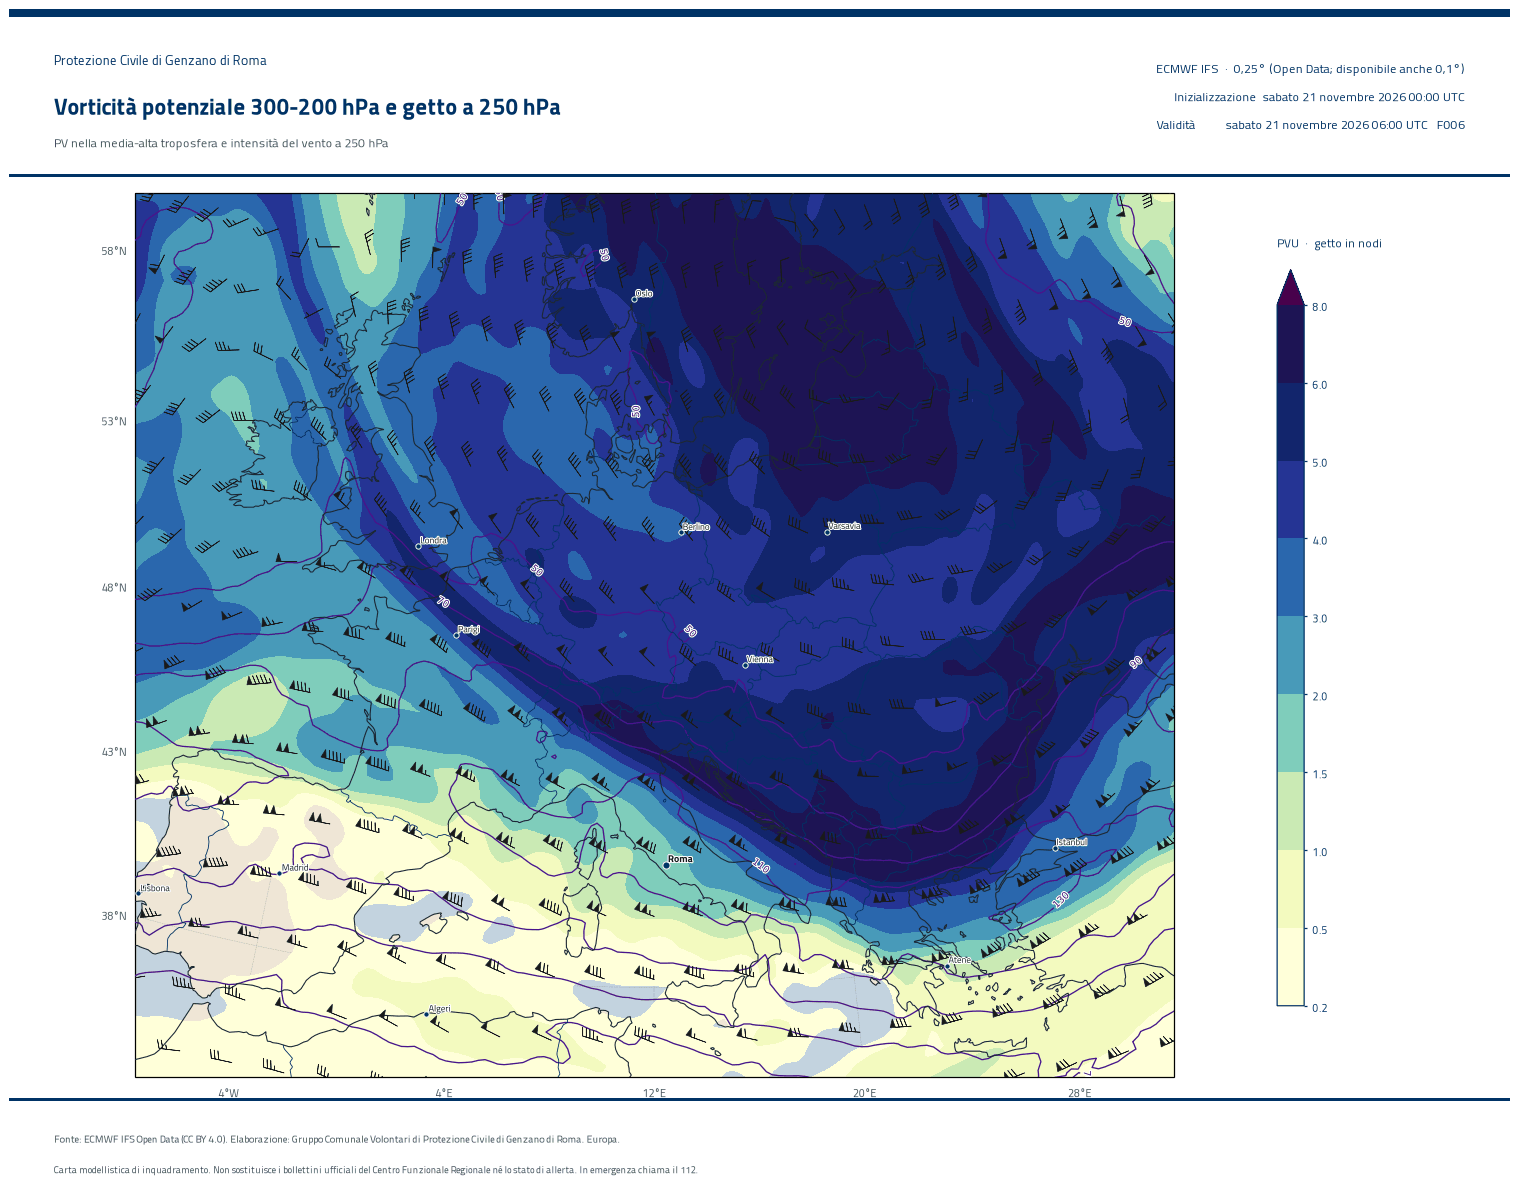 Protezione Civile di Genzano di Roma
Vorticità potenziale 300-200 hPa e getto a 250 hPa
PV nella media-alta troposfera e intensità del vento a 250 hPa
ECMWF IFS · 0,25° (Open Data; disponibile anche 0,1°)
Inizializzazione sabato 21 novembre 2026 00:00 UTC
Validità sabato 21 novembre 2026 06:00 UTC F006
PVU · getto in nodi
8.0
6.0
5.0
4.0
3.0
2.0
1.5
1.0
0.5
0.2
58°N
53°N
48°N
43°N
38°N
4°W
4°E
12°E
20°E
28°E
50
50
50
Oslo
50
50
Berlino
Varsavia
Londra
50
70
Parigi
50
Vienna
90
Istanbul
Roma
110
Madrid
Lisbona
130
Atene
Algeri
Fonte: ECMWF IFS Open Data (CC BY 4.0). Elaborazione: Gruppo Comunale Volontari di Protezione Civile di Genzano di Roma. Europa.
Carta modellistica di inquadramento. Non sostituisce i bollettini ufficiali del Centro Funzionale Regionale né lo stato di allerta. In emergenza chiama il 112.